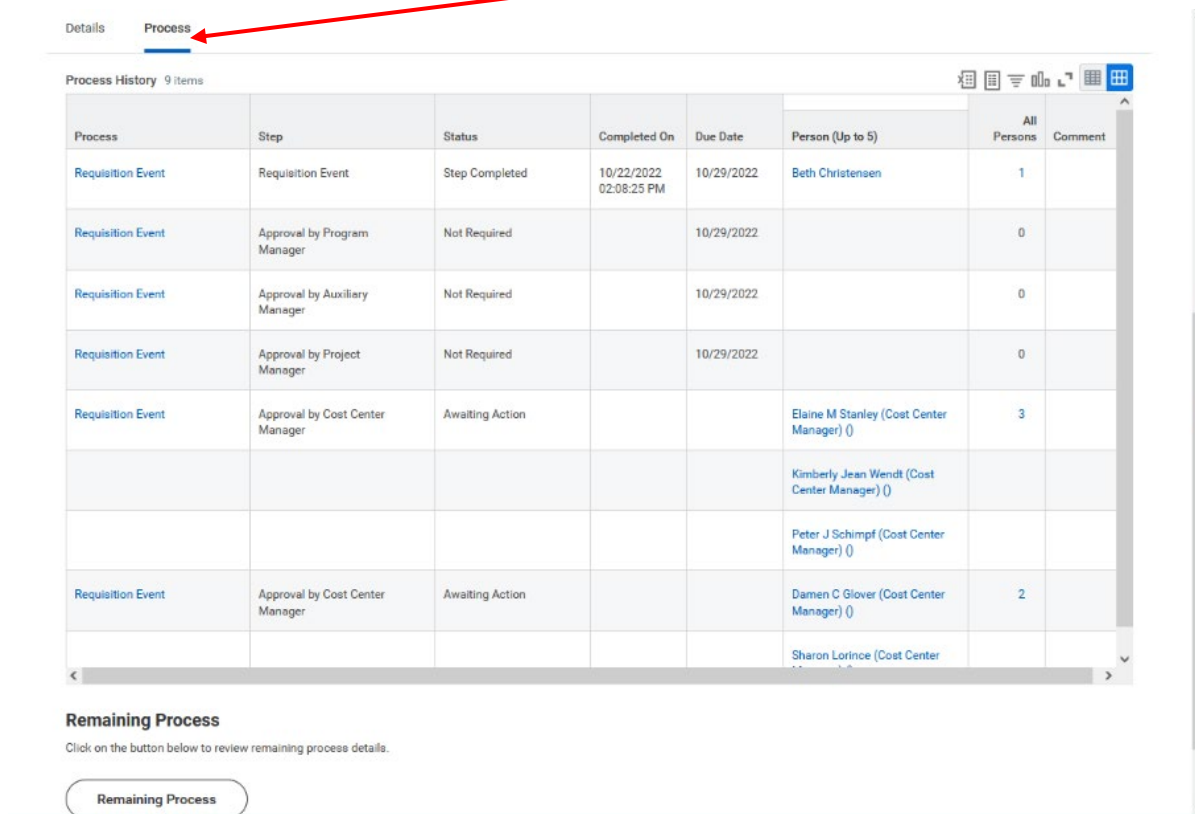 Details Process
Process History 9 items
Process Step Status Completed On Due Date Person (Up to 5) All Persons Comment
Requisition Event Requisition Event Step Completed 10/22/2022 02:08:25 PM 10/29/2022 Beth Christensen 1
Requisition Event Approval by Program Manager Not Required 10/29/2022 0
Requisition Event Approval by Auxiliary Manager Not Required 10/29/2022 0
Requisition Event Approval by Project Manager Not Required 10/29/2022 0
Requisition Event Approval by Cost Center Manager Awaiting Action Elaine M Stanley (Cost Center Manager) () 3
Kimberly Jean Wendt (Cost Center Manager) ()
Peter J Schimpf (Cost Center Manager) ()
Requisition Event Approval by Cost Center Manager Awaiting Action Damen C Glover (Cost Center Manager) () 2
Sharon Lorince (Cost Center
Remaining Process
Click on the button below to review remaining process details.
Remaining Process